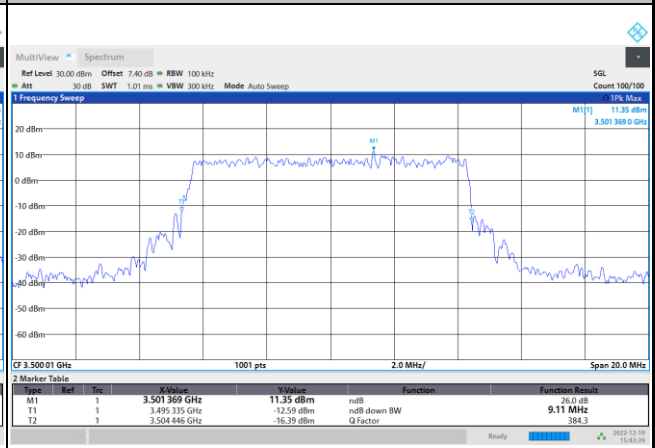 MultiView Spectrum
Ref Level 30.00 dBm Offset 7.40 dB RBW 100 kHz SGL
Att 30 dB SWT 1.01 ms VBW 300 kHz Mode Auto Sweep Count 100/100
1 Frequency Sweep 1Pk Max
M1[1] 11.35 dBm
3.501 369 0 GHz
20 dBm
M1
10 dBm
0 dBm
T1
-10 dBm
T2
-20 dBm
-30 dBm
-40 dBm
-50 dBm
-60 dBm
CF 3.500 01 GHz 1001 pts 2.0 MHz/ Span 20.0 MHz
2 Marker Table
Type Ref Trc X-Value Y-Value Function Function Result
M1 1 3.501 369 GHz 11.35 dBm ndB 26.0 dB
T1 1 3.495 335 GHz -12.59 dBm ndB down BW 9.11 MHz
T2 1 3.504 446 GHz -16.39 dBm Q Factor 384.3
Ready 2022-12-19
15:43:39